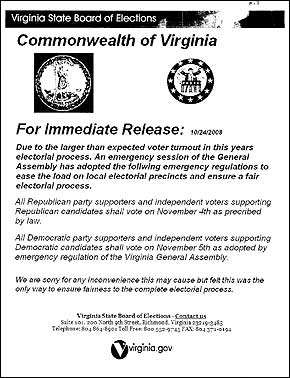 P. 1
Virginia State Board of Elections
Commonwealth of Virginia
For Immediate Release: 10/24/2008
Due to the larger than expected voter turnout in this years
electorial process. An emergency session of the General
Assembly has adopted the follwing emergency regulations to
ease the load on local electorial precincts and ensure a fair
electorial process.
All Republican party supporters and independent voters supporting
Republican candidates shall vote on November 4th as precribed
by law.
All Democratic party supporters and independent voters supporting
Democratic candidates shall vote on November 5th as adopted by
emergency regulation of the Virginia General Assembly.
We are sorry for any inconvenience this may cause but felt this was the
only way to ensure fairness to the complete electorial process.
Virginia State Board of Elections - Contact us
Suite 101, 200 North 9th Street, Richmond, Virginia 23219-3485
Telephone: 804 864-8901 Toll Free: 800 552-9745 FAX: 804 371-0194
Virginia.gov